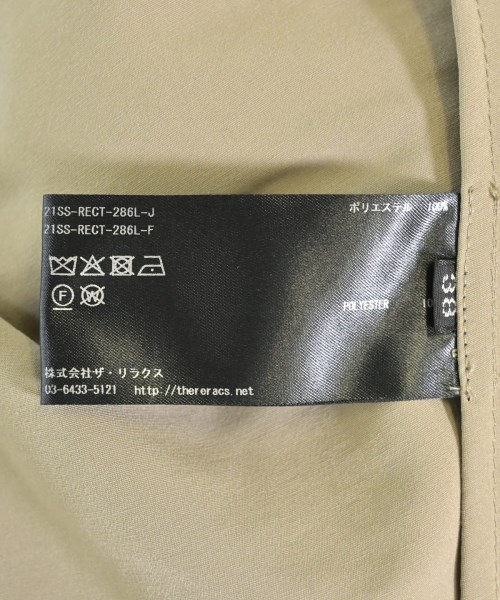 21SS-RECT-286L-J
21SS-RECT-286L-F
ポリエステル 100%
F
W
POLYESTER 10
38
株式会社ザ・リラクス
03-6433-5121 http://thereracs.net